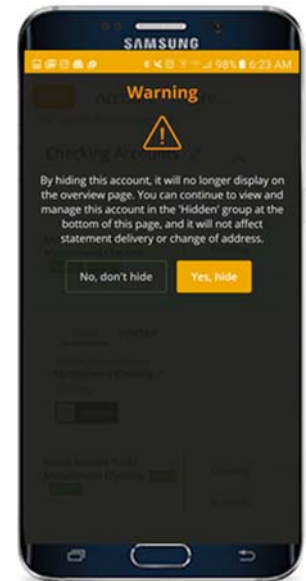 SAMSUNG
98% 6:23 AM
Warning
Checking Accounts
By hiding this account, it will no longer display on
the overview page. You can continue to view and
manage this account in the 'Hidden' group at the
bottom of this page, and it will not affect
statement delivery or change of address.
No, don't hide
Yes, hide